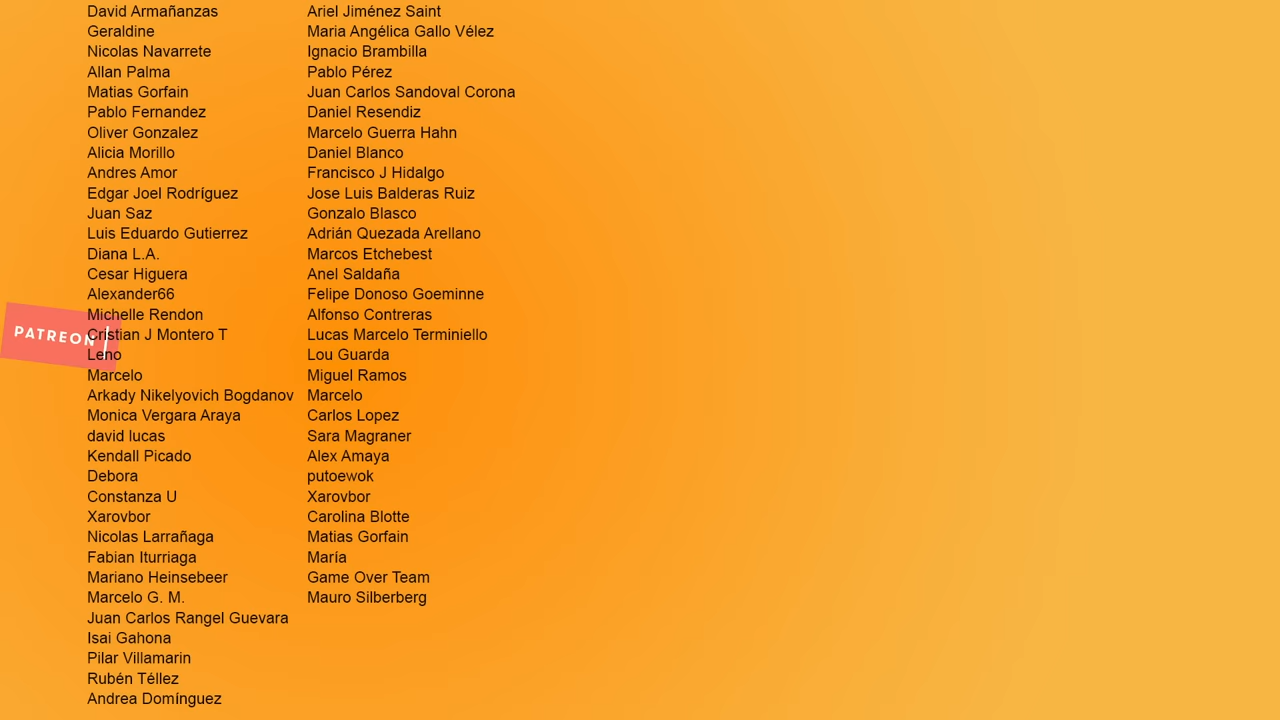 David Armañanzas
Geraldine
Nicolas Navarrete
Allan Palma
Matias Gorfain
Pablo Fernandez
Oliver Gonzalez
Alicia Morillo
Andres Amor
Edgar Joel Rodríguez
Juan Saz
Luis Eduardo Gutierrez
Diana L.A.
Cesar Higuera
Alexander66
Michelle Rendon
Cristian J Montero T
Leño
Marcelo
Arkady Nikelyovich Bogdanov
Monica Vergara Araya
david lucas
Kendall Picado
Debora
Constanza U
Xarovbor
Nicolas Larrañaga
Fabian Iturriaga
Mariano Heinsebeer
Marcelo G. M.
Juan Carlos Rangel Guevara
Isai Gahona
Pilar Villamarin
Rubén Téllez
Andrea Domínguez
Ariel Jiménez Saint
Maria Angélica Gallo Vélez
Ignacio Brambilla
Pablo Pérez
Juan Carlos Sandoval Corona
Daniel Resendiz
Marcelo Guerra Hahn
Daniel Blanco
Francisco J Hidalgo
Jose Luis Balderas Ruiz
Gonzalo Blasco
Adrián Quezada Arellano
Marcos Etchebest
Anel Saldaña
Felipe Donoso Goeminne
Alfonso Contreras
Lucas Marcelo Terminiello
Lou Guarda
Miguel Ramos
Marcelo
Carlos Lopez
Sara Magraner
Alex Amaya
putoewok
Xarovbor
Carolina Blotte
Matias Gorfain
María
Game Over Team
Mauro Silberberg
PATREON